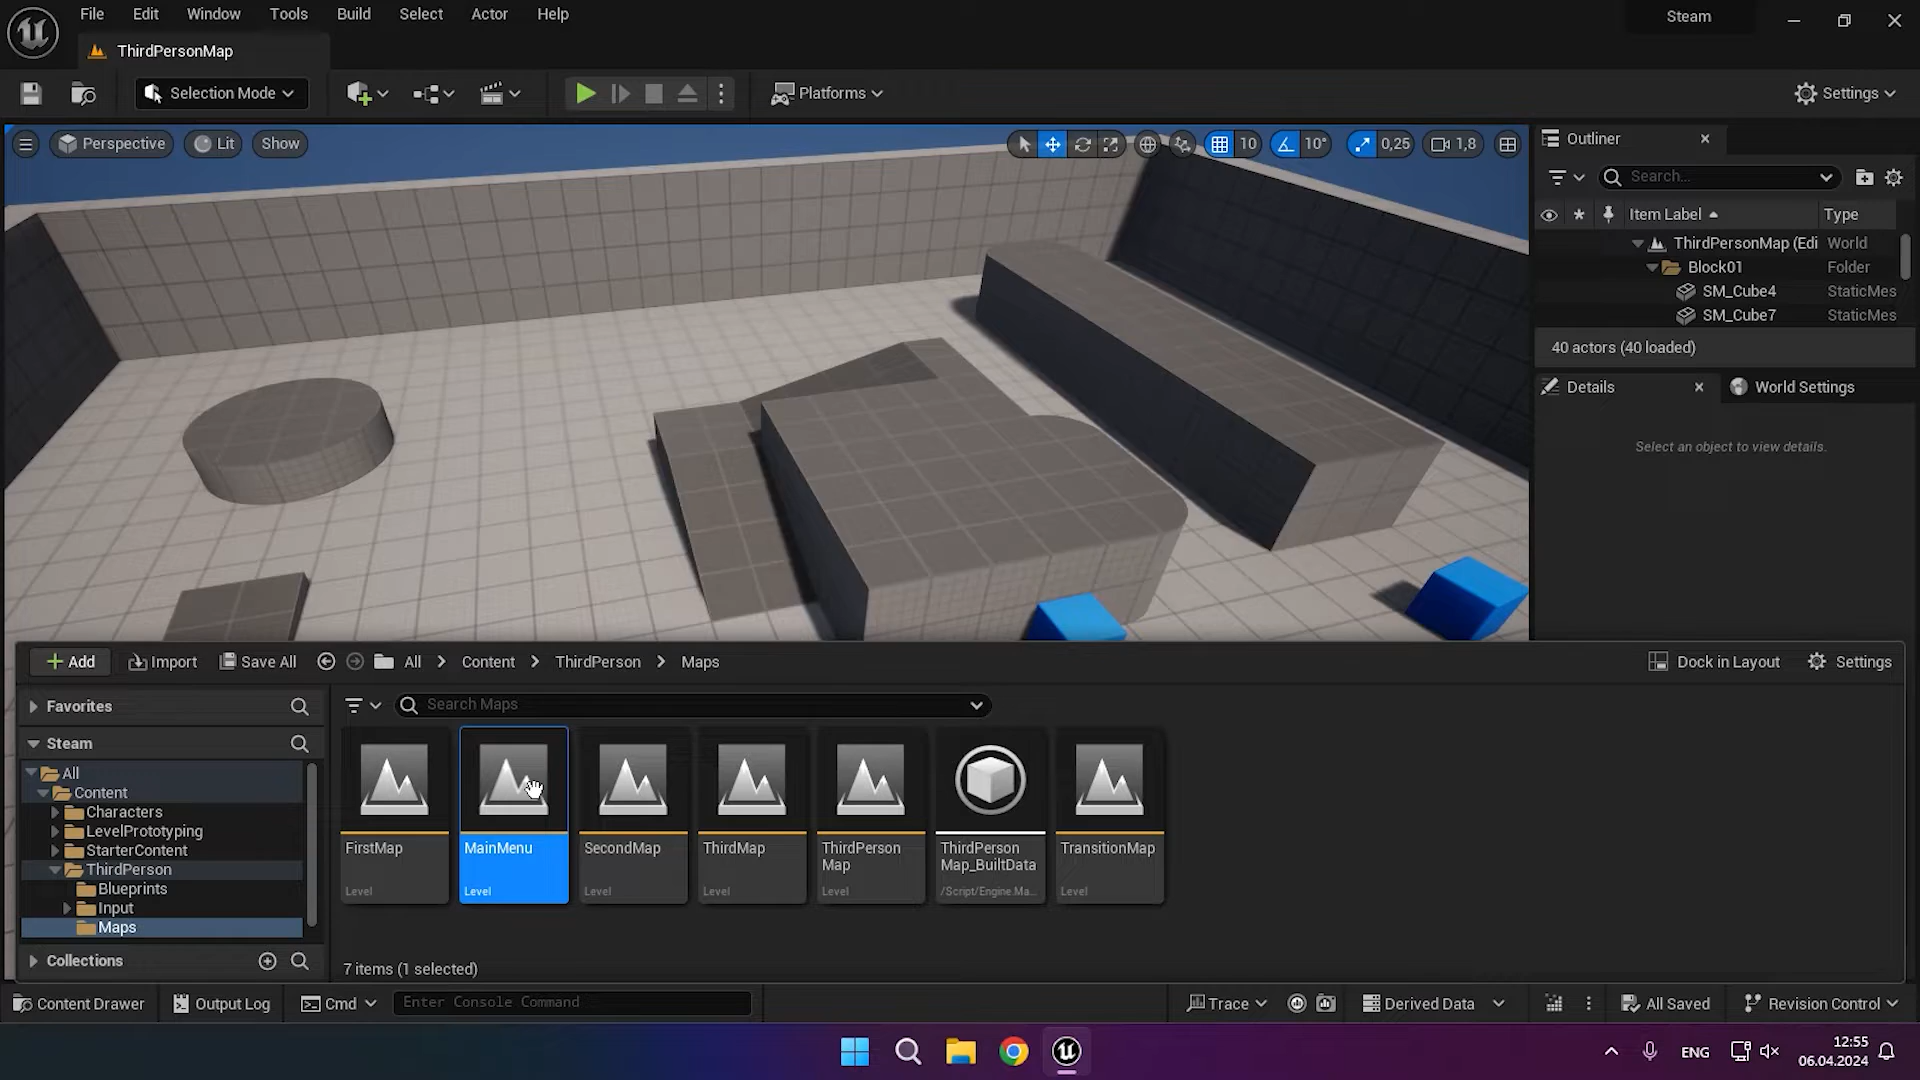 File Edit Window Tools Build Select Actor Help
Steam
ThirdPersonMap
Selection Mode
Platforms
Settings
Perspective
Lit
Show
10
10°
0,25
1,8
Outliner
Search...
Item Label
Type
ThirdPersonMap (Edi World
Block01 Folder
SM_Cube4 StaticMes
SM_Cube7 StaticMes
40 actors (40 loaded)
Details
World Settings
Select an object to view details.
Add
Import
Save All
All > Content > ThirdPerson > Maps
Dock in Layout
Settings
Favorites
Search Maps
Steam
All
Content
Characters
LevelPrototyping
StarterContent
ThirdPerson
Blueprints
Input
Maps
Collections
FirstMap
Level
MainMenu
Level
SecondMap
Level
ThirdMap
Level
ThirdPerson
Map
Level
ThirdPerson
Map_BuiltData
/Script/Engine.Ma...
TransitionMap
Level
7 items (1 selected)
Content Drawer
Output Log
Cmd
Enter Console Command
Trace
Derived Data
All Saved
Revision Control
ENG
12:55
06.04.2024